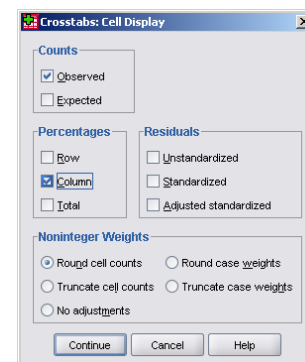 Crosstabs: Cell Display
Counts
Observed
Expected
Percentages
Row
Column
Total
Residuals
Unstandardized
Standardized
Adjusted standardized
Noninteger Weights
Round cell counts
Round case weights
Truncate cell counts
Truncate case weights
No adjustments
Continue
Cancel
Help